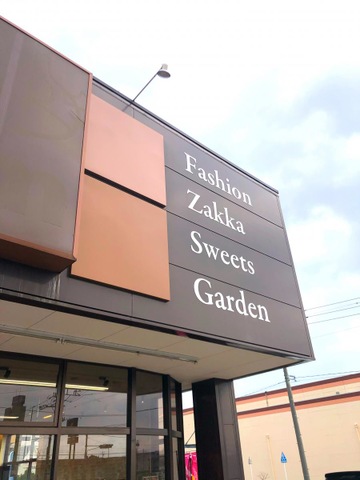 Fashion
Zakka
Sweets
Garden